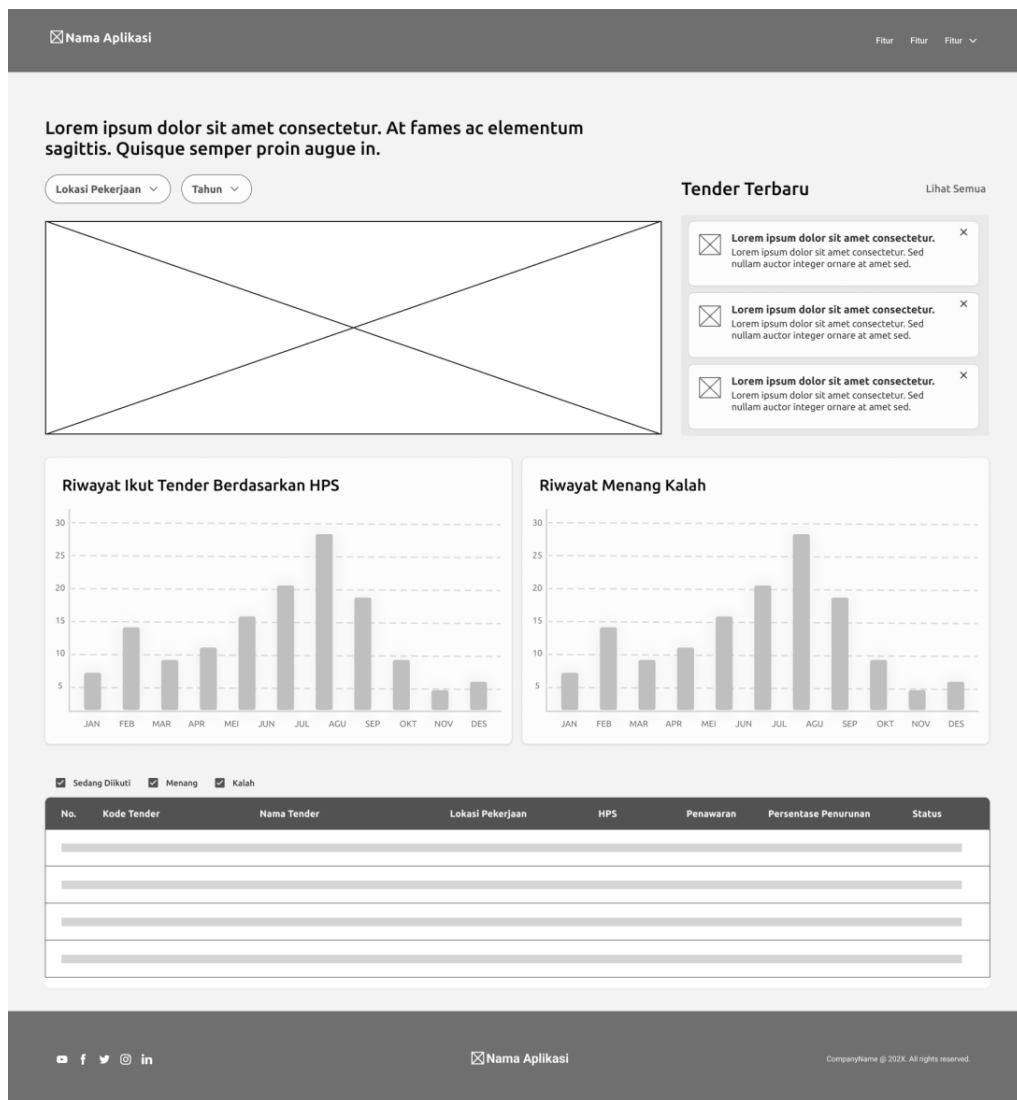 Nama Aplikasi
Fitur Fitur Fitur
Lorem ipsum dolor sit amet consectetur. At fames ac elementum
sagittis. Quisque semper proin augue in.
Lokasi Pekerjaan Tahun
Tender Terbaru Lihat Semua
Lorem ipsum dolor sit amet consectetur.
Lorem ipsum dolor sit amet consectetur. Sed
nullam auctor integer ornare at amet sed.
Lorem ipsum dolor sit amet consectetur.
Lorem ipsum dolor sit amet consectetur. Sed
nullam auctor integer ornare at amet sed.
Lorem ipsum dolor sit amet consectetur.
Lorem ipsum dolor sit amet consectetur. Sed
nullam auctor integer ornare at amet sed.
Riwayat Ikut Tender Berdasarkan HPS
30
25
20
15
10
5
JAN FEB MAR APR MEI JUN JUL AGU SEP OKT NOV DES
Riwayat Menang Kalah
30
25
20
15
10
5
JAN FEB MAR APR MEI JUN JUL AGU SEP OKT NOV DES
Sedang Diikuti Menang Kalah
No. Kode Tender Nama Tender Lokasi Pekerjaan HPS Penawaran Persentase Penurunan Status
Nama Aplikasi
CompanyName @ 202X. All rights reserved.